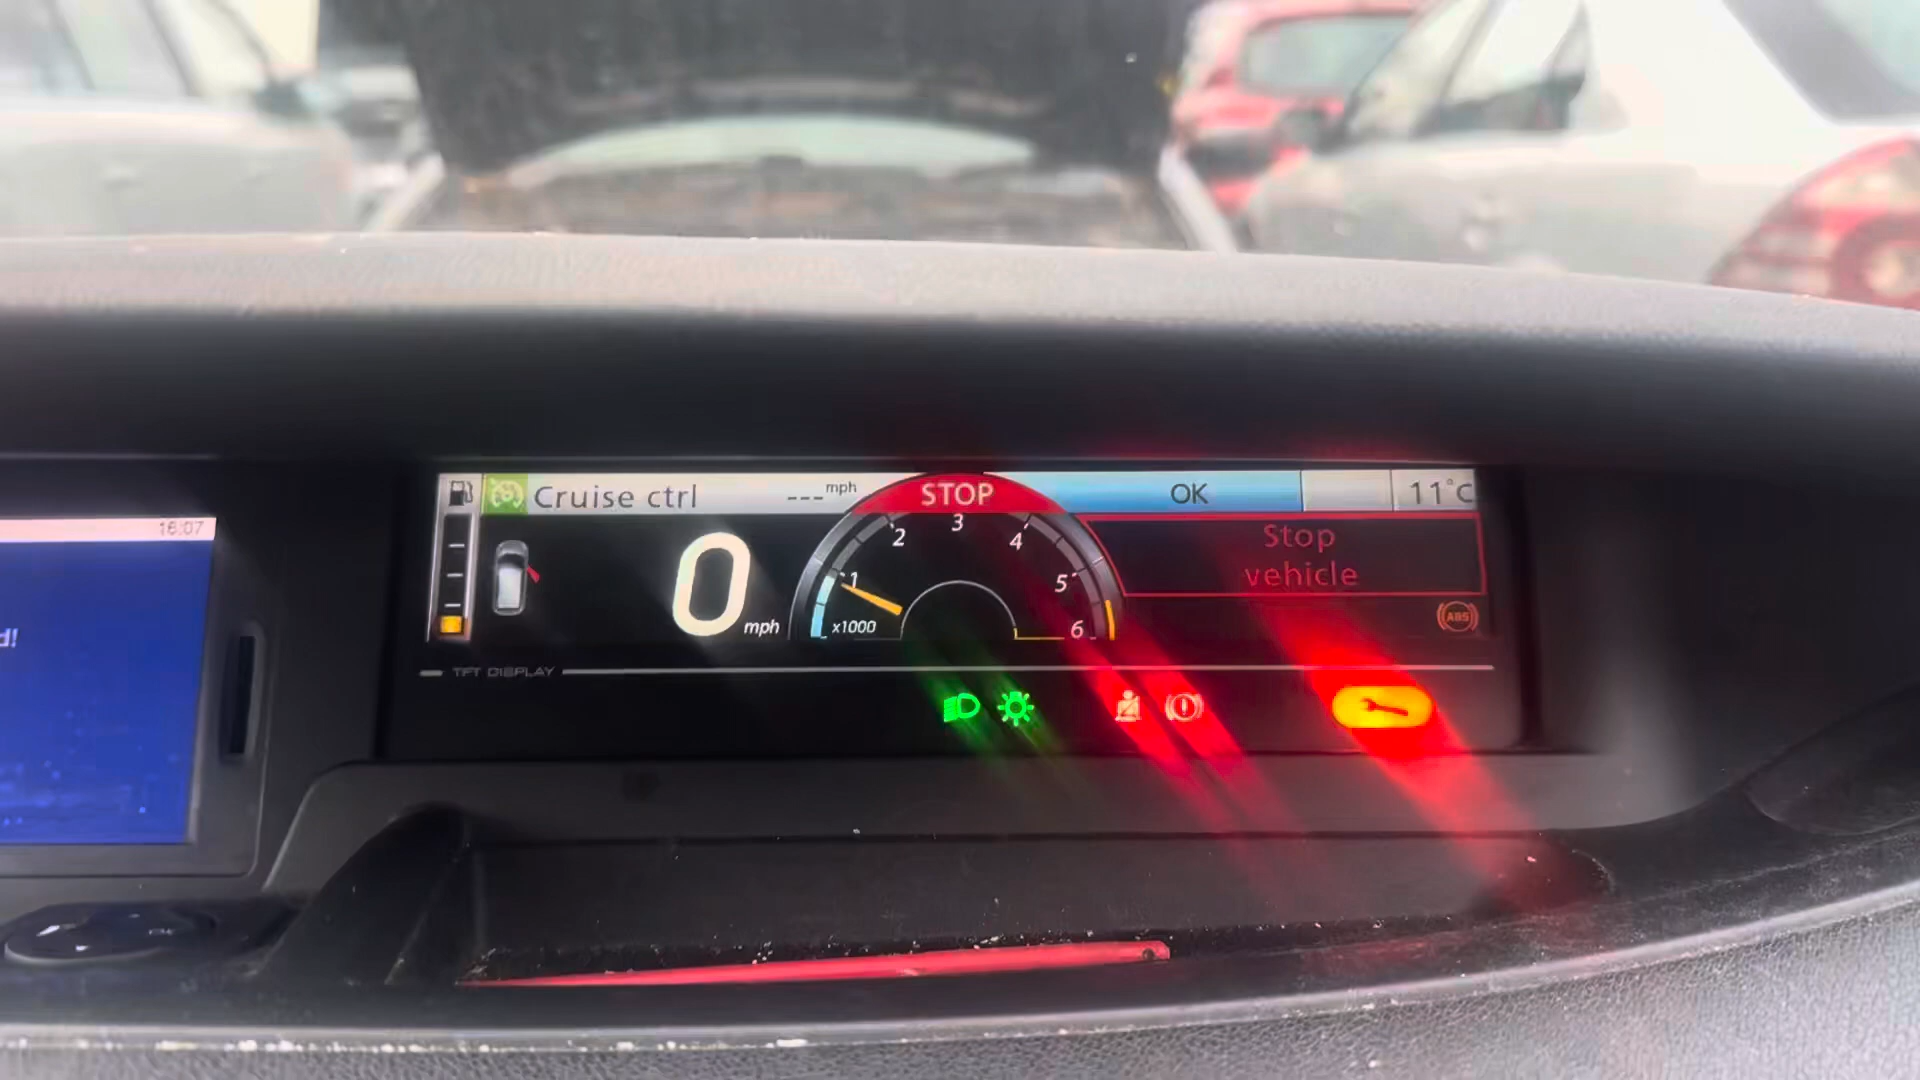 16:07
d!
Cruise ctrl ---mph
STOP
OK
11°C
0 mph
1
2
3
4
5
6
x1000
Stop
vehicle
ABS
TFT DISPLAY